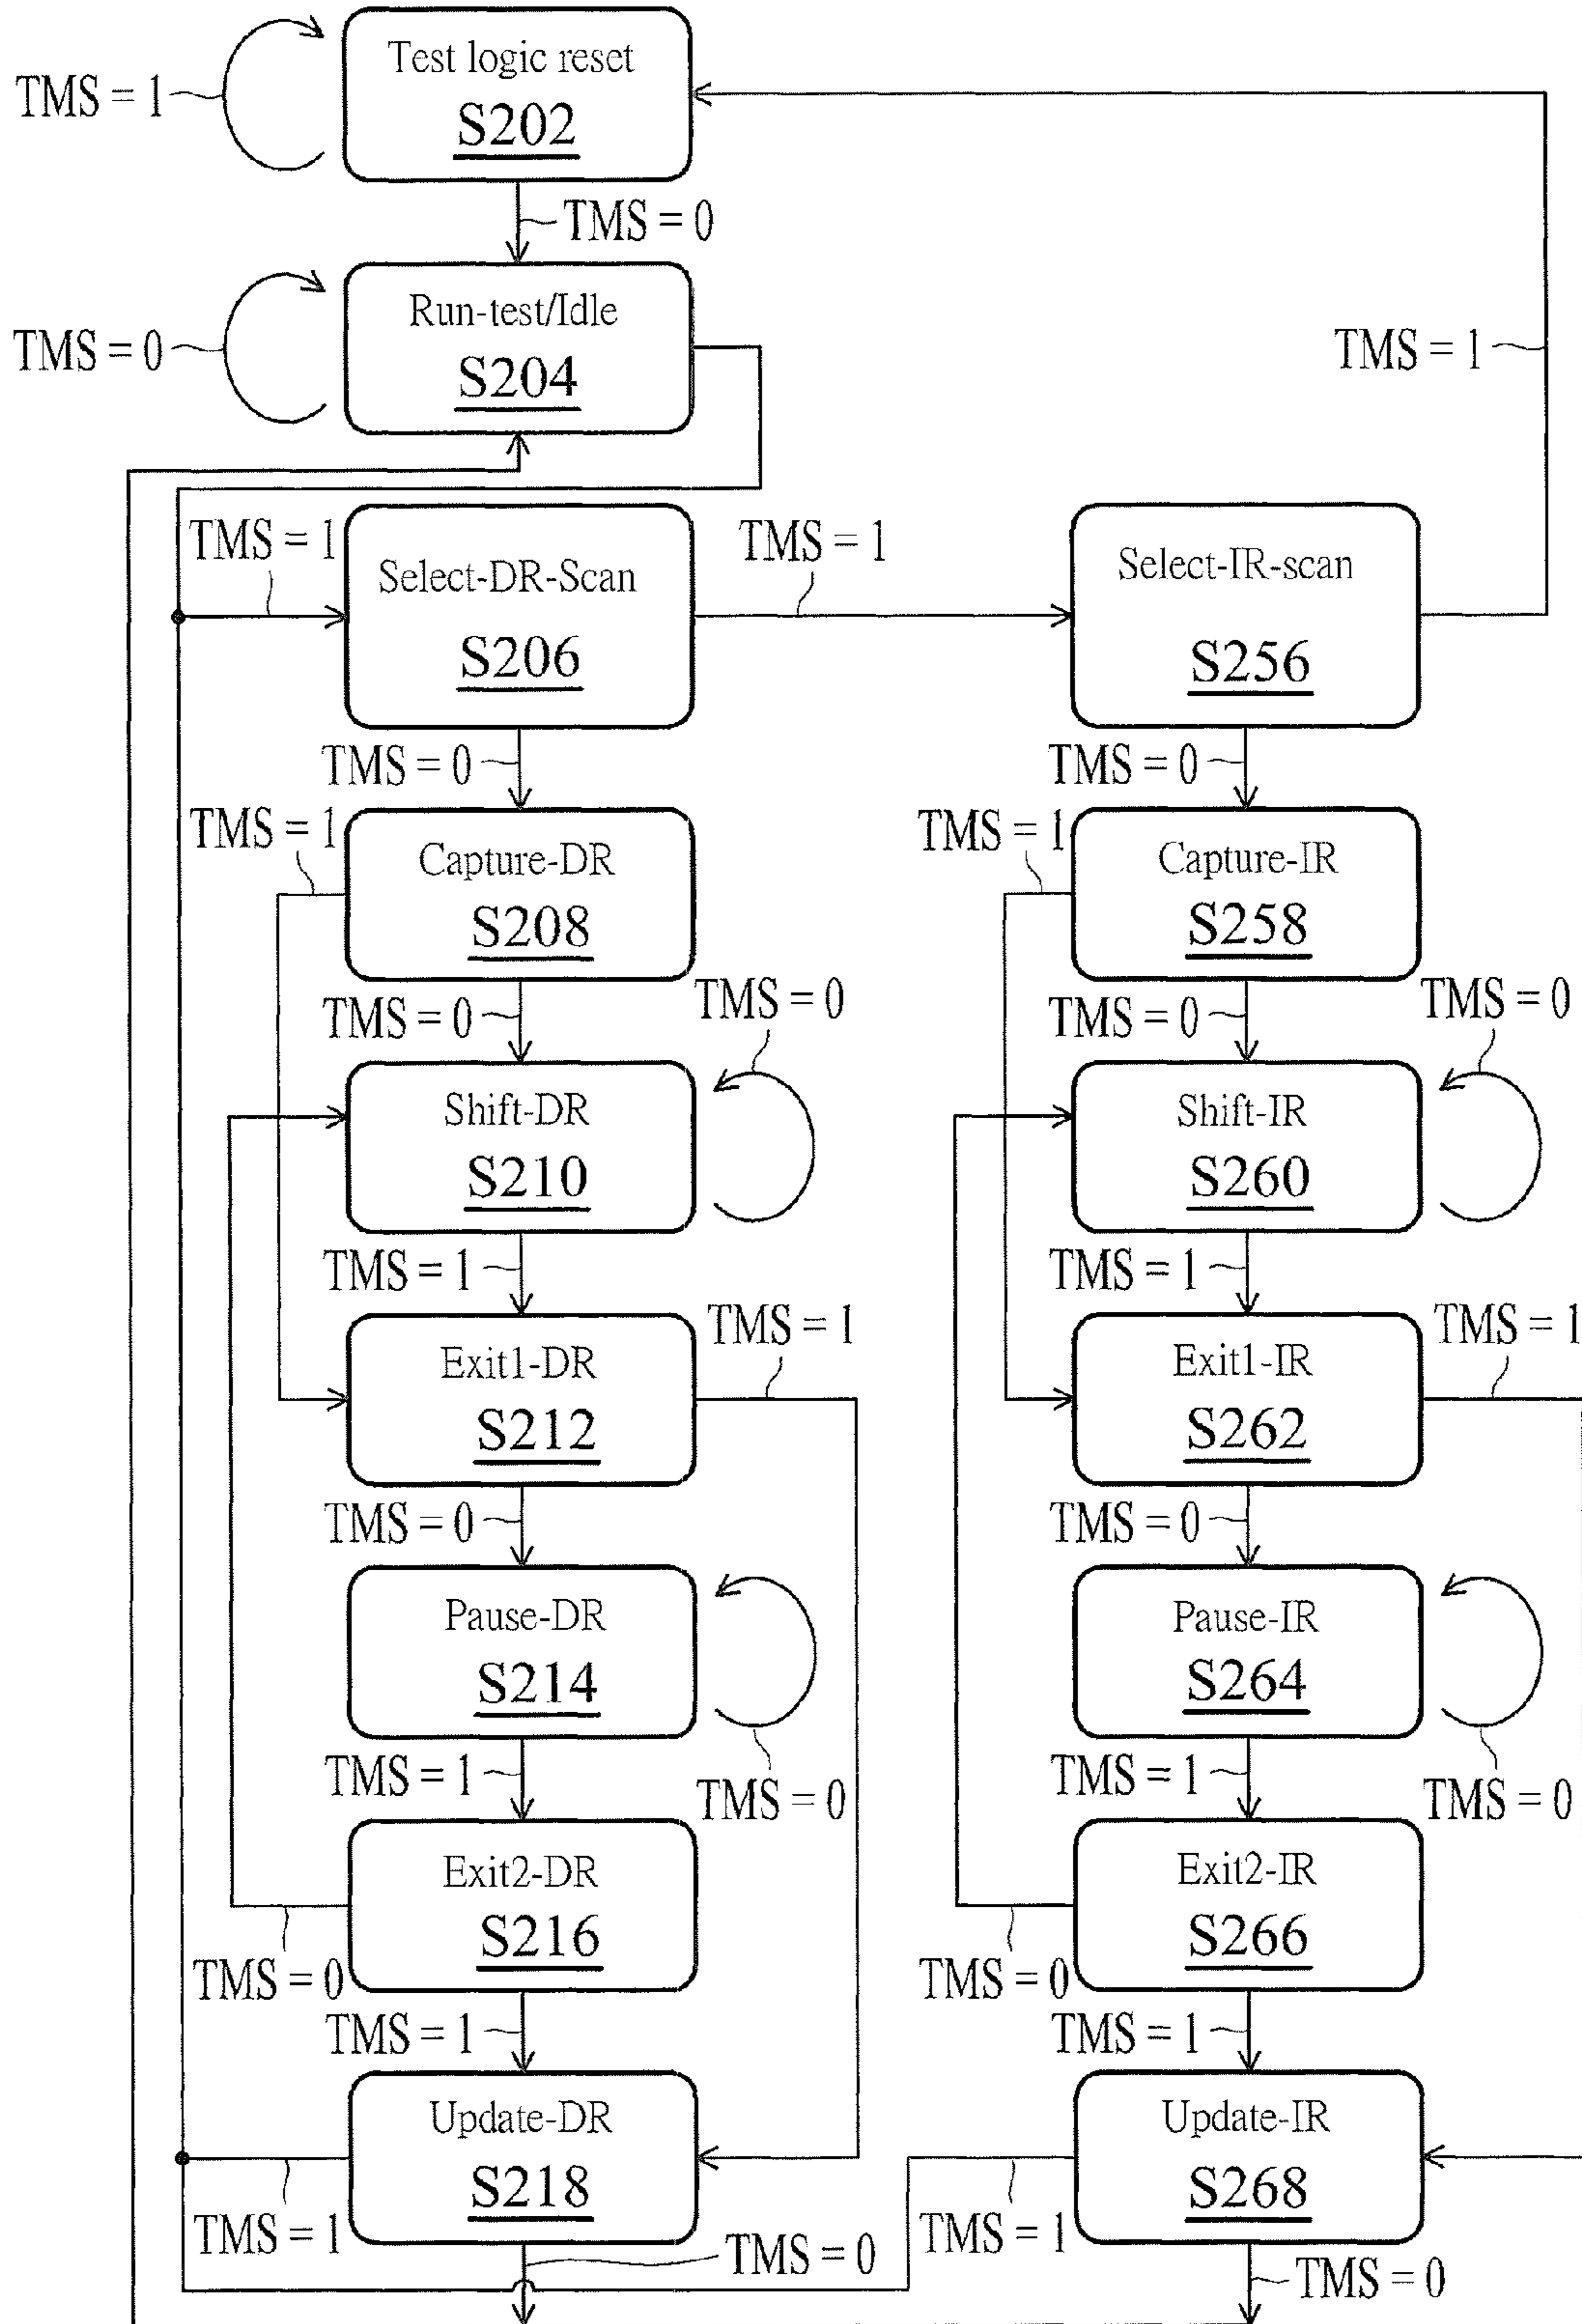 Test logic reset
TMS = 1
S202
TMS = 0
Run-test/Idle
TMS = 0
S204
TMS = 1
TMS = 1
TMS = 1
Select-DR-Scan
Select-IR-scan
S206
S256
TMS = 0
TMS = 0
TMS = 1
TMS = 1
Capture-DR
Capture-IR
S208
S258
TMS = 0
TMS = 0
TMS = 0
TMS = 0
Shift-DR
Shift-IR
S210
S260
TMS = 1
TMS = 1
TMS = 1
TMS = 1
Exit1-DR
Exit1-IR
S212
S262
TMS = 0
TMS = 0
Pause-DR
Pause-IR
S214
S264
TMS = 1
TMS = 1
TMS = 0
TMS = 0
Exit2-DR
Exit2-IR
S216
S266
TMS = 0
TMS = 0
TMS = 1
TMS = 1
Update-DR
Update-IR
S218
S268
TMS = 1
TMS = 1
TMS = 0
TMS = 0